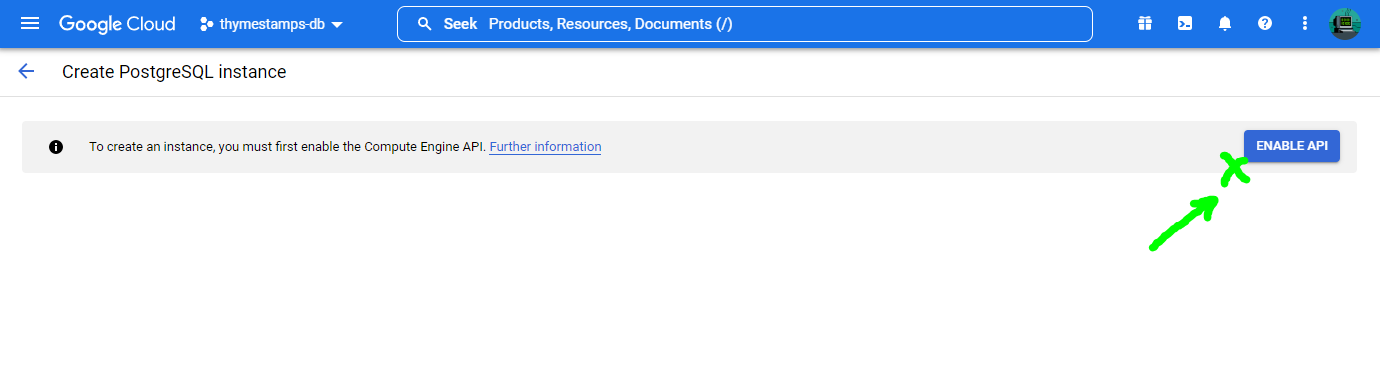 Google Cloud thymestamps-db Seek Products, Resources, Documents (/)
Create PostgreSQL instance
To create an instance, you must first enable the Compute Engine API. Further information ENABLE API